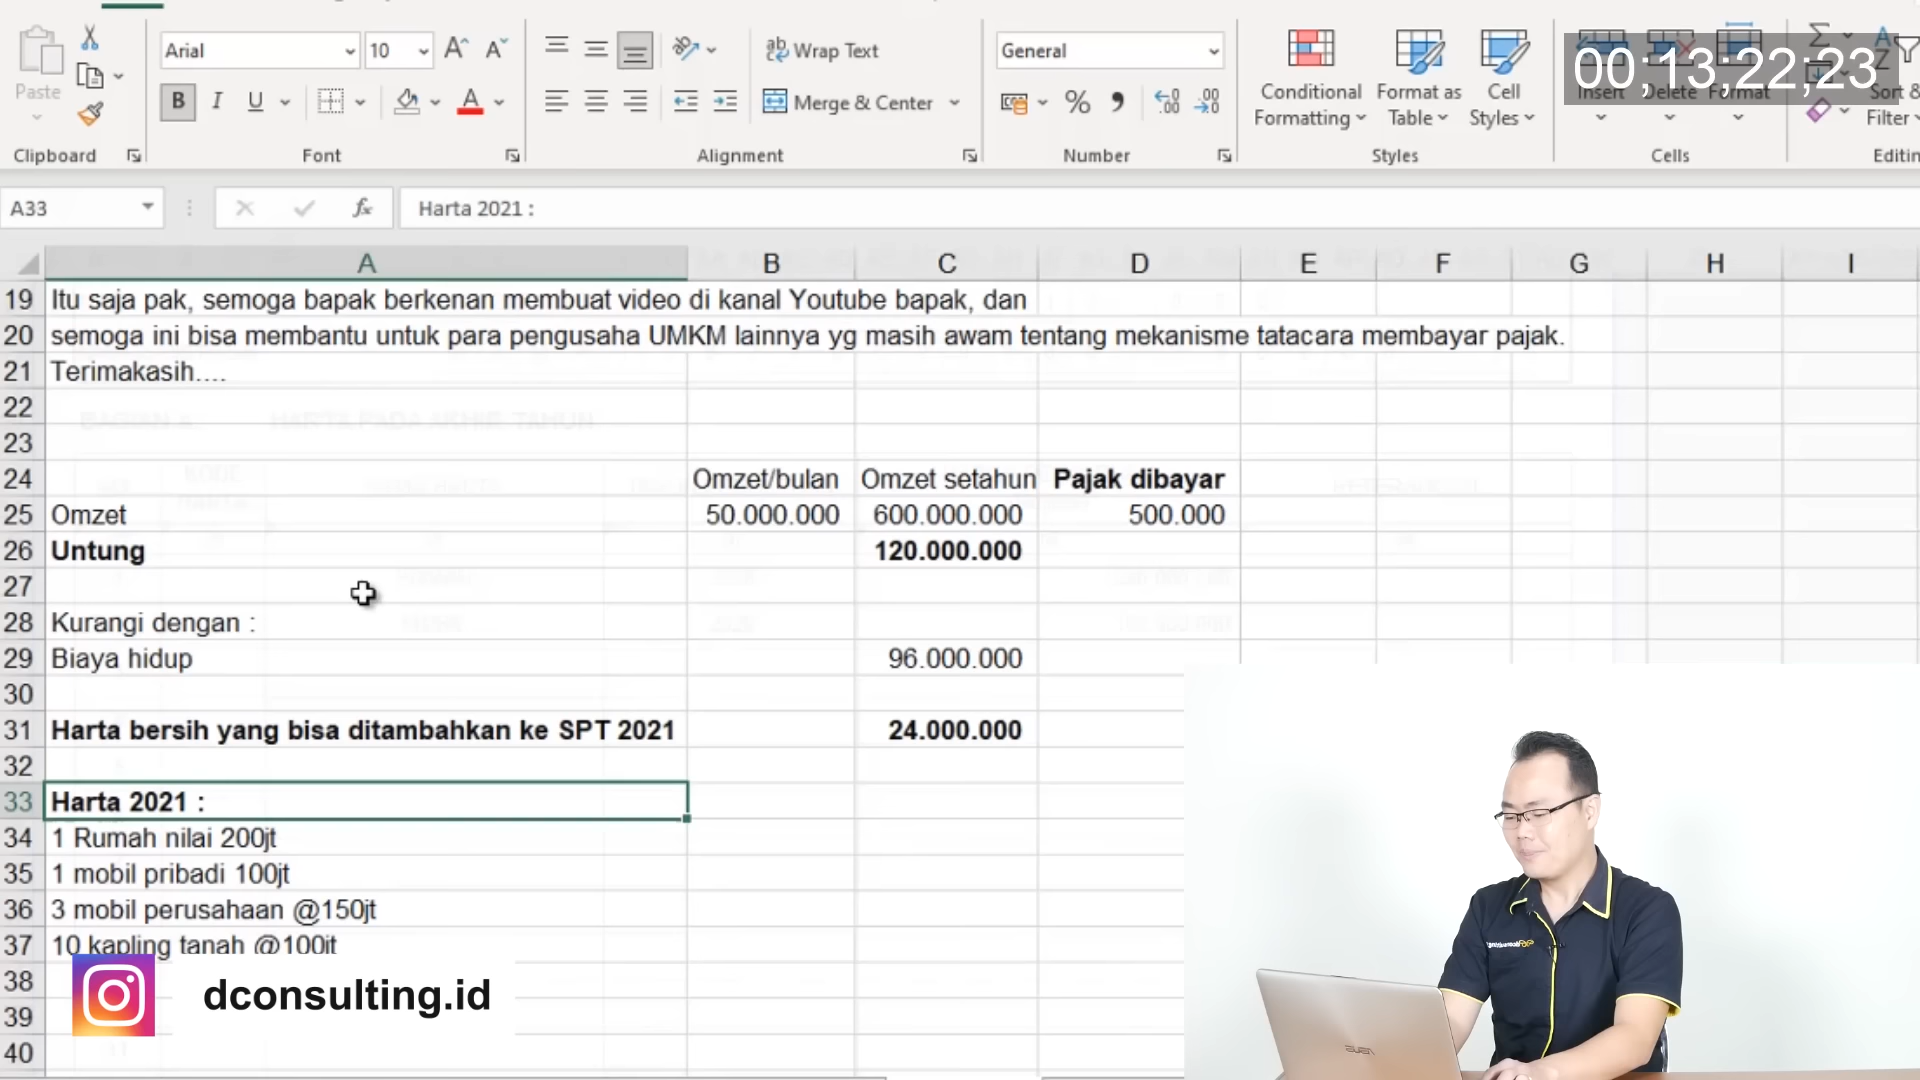 Arial
10
Wrap Text
General
00;13;22;23
Paste
B I U
Merge & Center
Conditional Formatting
Format as Table
Cell Styles
Insert
Delete
Format
Sort & Filter
Clipboard
Font
Alignment
Number
Styles
Cells
A33
fx
Harta 2021 :
A B C D E F G H I
19 Itu saja pak, semoga bapak berkenan membuat video di kanal Youtube bapak, dan
20 semoga ini bisa membantu untuk para pengusaha UMKM lainnya yg masih awam tentang mekanisme tatacara membayar pajak.
21 Terimakasih....
22
23
24 Omzet/bulan Omzet setahun Pajak dibayar
25 Omzet 50.000.000 600.000.000 500.000
26 Untung 120.000.000
27
28 Kurangi dengan :
29 Biaya hidup 96.000.000
30
31 Harta bersih yang bisa ditambahkan ke SPT 2021 24.000.000
32
33 Harta 2021 :
34 1 Rumah nilai 200jt
35 1 mobil pribadi 100jt
36 3 mobil perusahaan @150jt
37 10 kapling tanah @100jt
38
39
40
dconsulting.id
ASUS